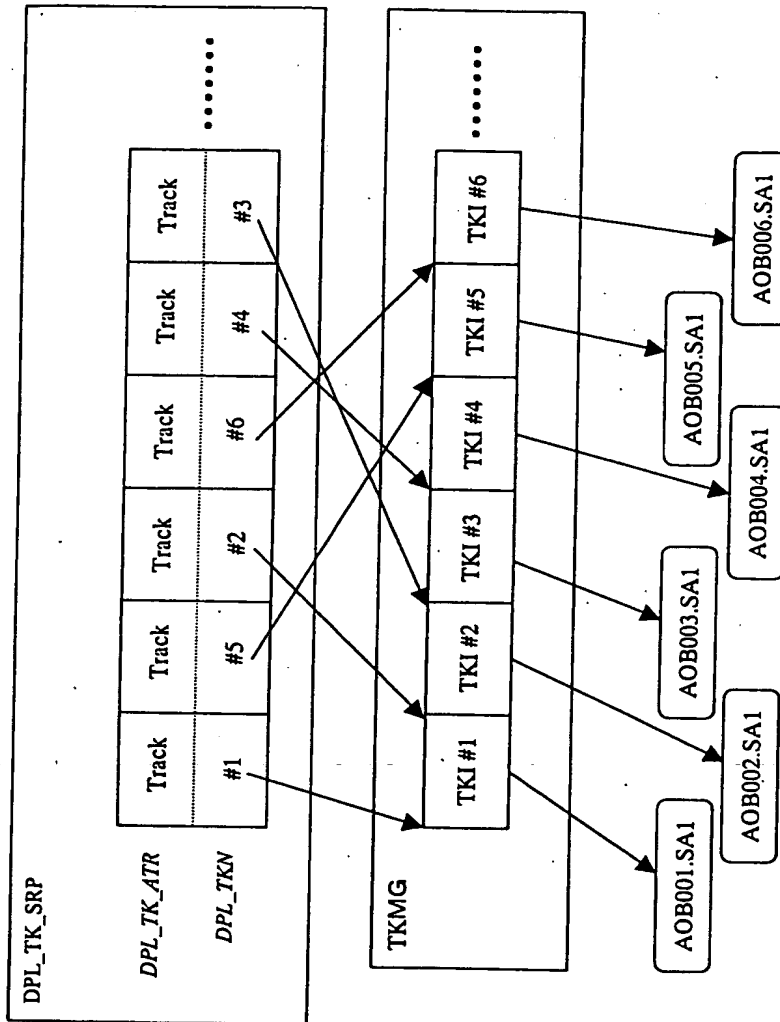 DPL_TK_SRP
DPL_TK_ATR Track Track Track Track Track Track ........
DPL_TKN #1 #5 #2 #6 #4 #3
TKMG
TKI #1 TKI #2 TKI #3 TKI #4 TKI #5 TKI #6 ........
AOB001.SA1
AOB002.SA1
AOB003.SA1
AOB004.SA1
AOB005.SA1
AOB006.SA1